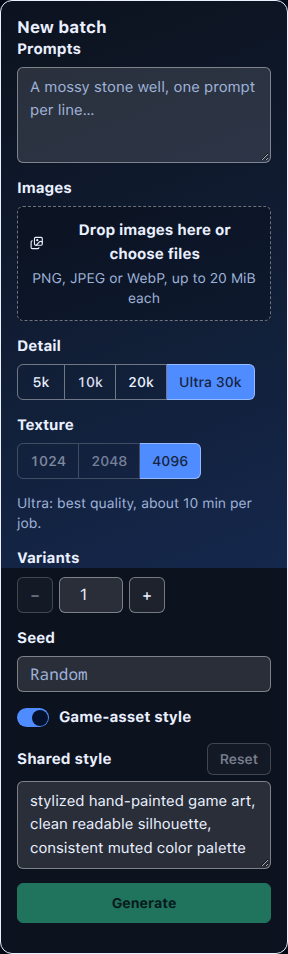 New batch
Prompts
A mossy stone well, one prompt
per line...
Images
Drop images here or
choose files
PNG, JPEG or WebP, up to 20 MiB
each
Detail
5k 10k 20k Ultra 30k
Texture
1024 2048 4096
Ultra: best quality, about 10 min per
job.
Variants
− 1 +
Seed
Random
Game-asset style
Shared style Reset
stylized hand-painted game art,
clean readable silhouette,
consistent muted color palette
Generate